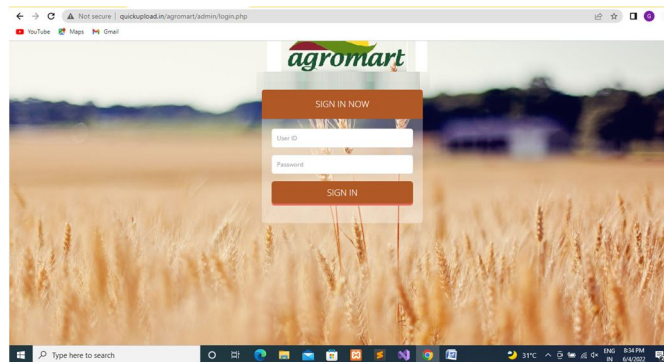 Not secure | quickupload.in/agromart/admin/login.php
YouTube Maps Gmail
agromart
SIGN IN NOW
User ID
Password
SIGN IN
Type here to search
31°C
ENG
IN
8:34 PM
6/4/2022